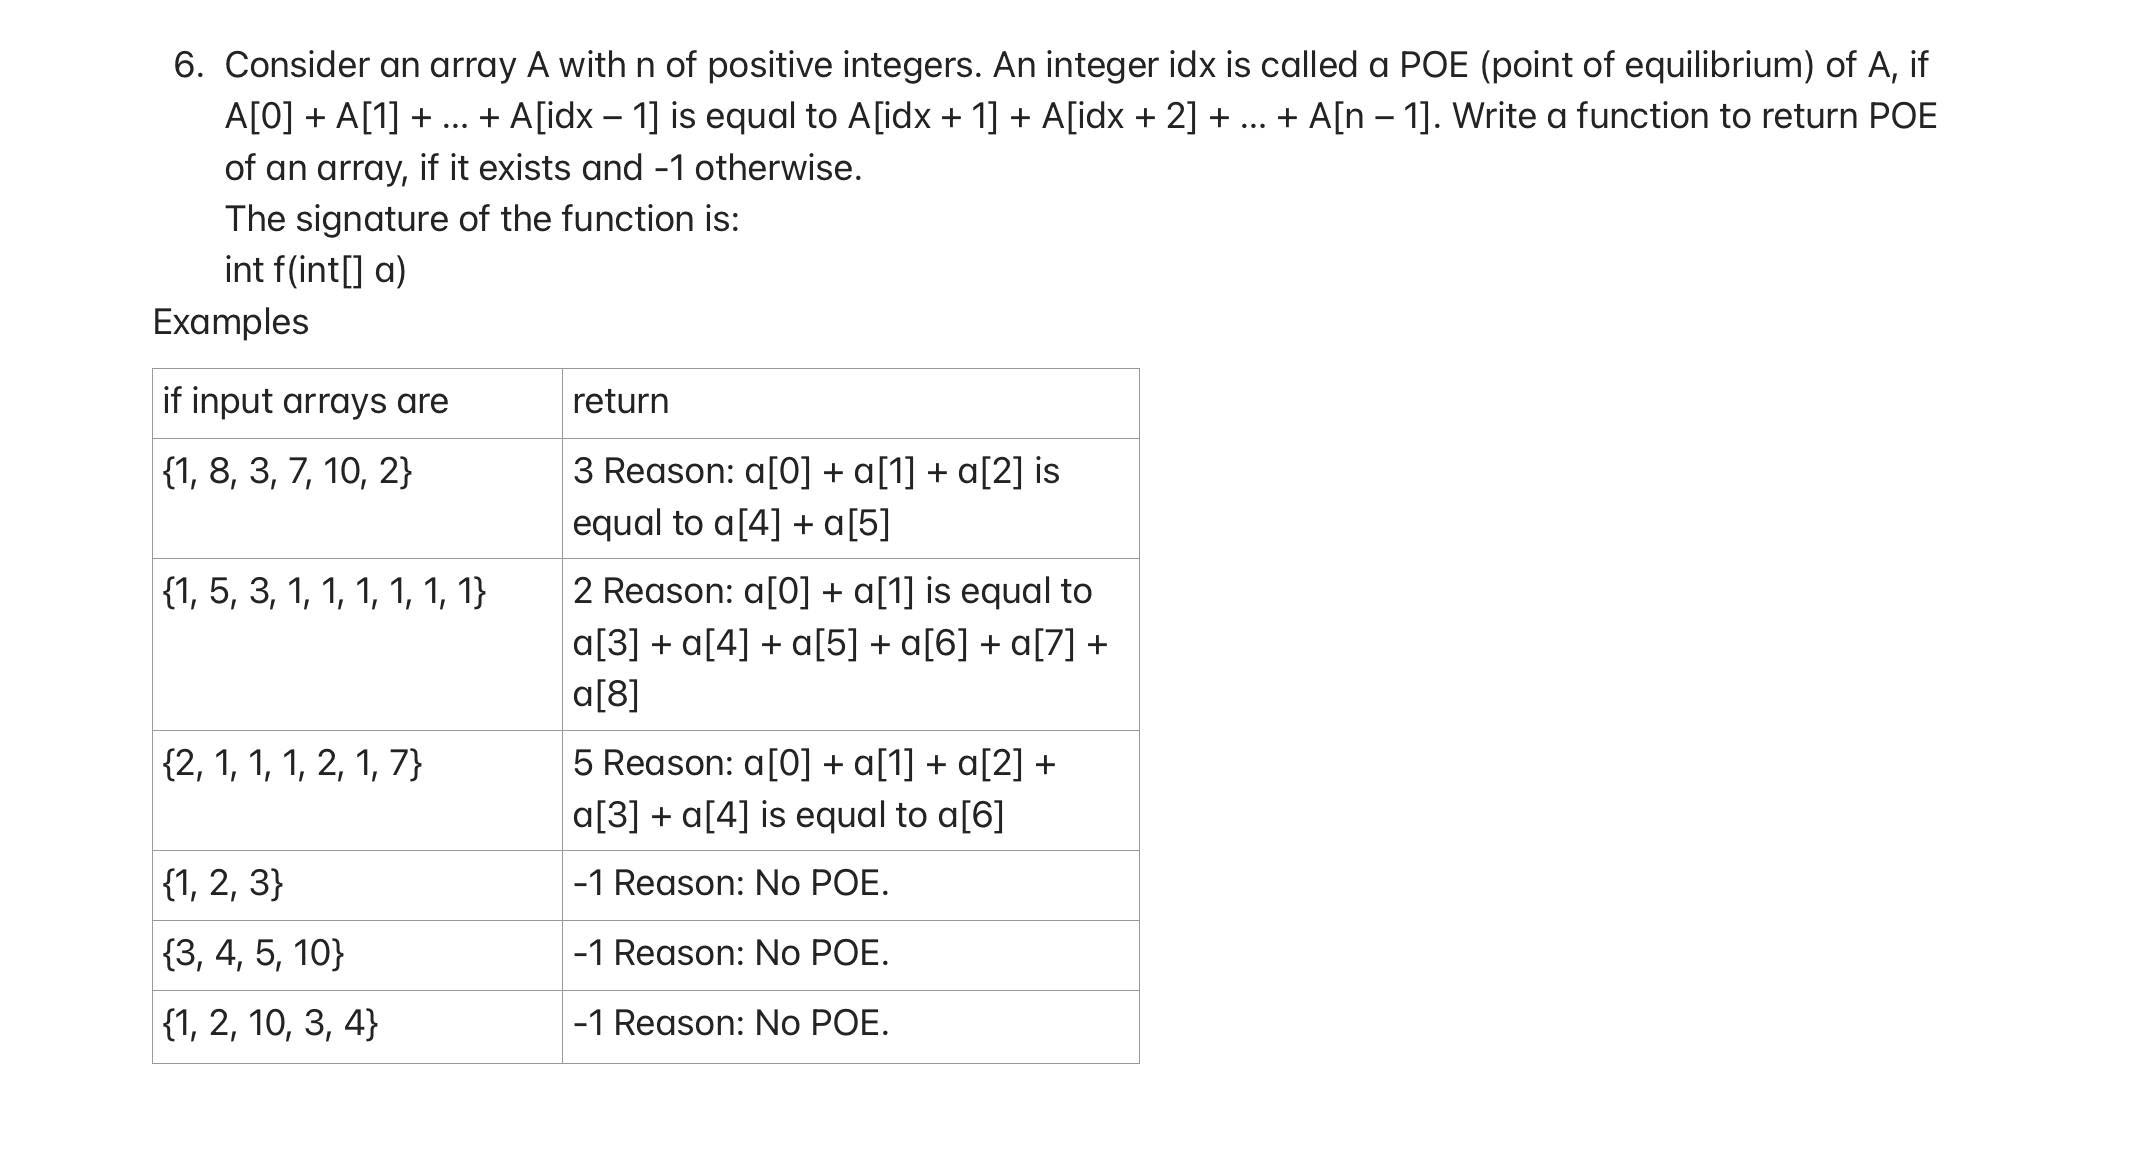 6. Consider an array A with n of positive integers. An integer idx is called a POE (point of equilibrium) of A, if
A[0] + A[1] + … + A[idx – 1] is equal to A[idx + 1] + A[idx + 2] + … + A[n – 1]. Write a function to return POE
of an array, if it exists and -1 otherwise.
The signature of the function is:
int f(int[] a)
Examples
if input arrays are
return
{1, 8, 3, 7, 10, 2}
3 Reason: a[0] + a[1] + a[2] is
equal to a[4] + a[5]
{1, 5, 3, 1, 1, 1, 1, 1, 1}
2 Reason: a[0] + a[1] is equal to
a[3] + a[4] + a[5] + a[6] + a[7] +
a[8]
{2, 1, 1, 1, 2, 1, 7}
5 Reason: a[0] + a[1] + a[2] +
a[3] + a[4] is equal to a[6]
{1, 2, 3}
-1 Reason: No POE.
{3, 4, 5, 10}
-1 Reason: No POE.
{1, 2, 10, 3, 4}
-1 Reason: No POE.